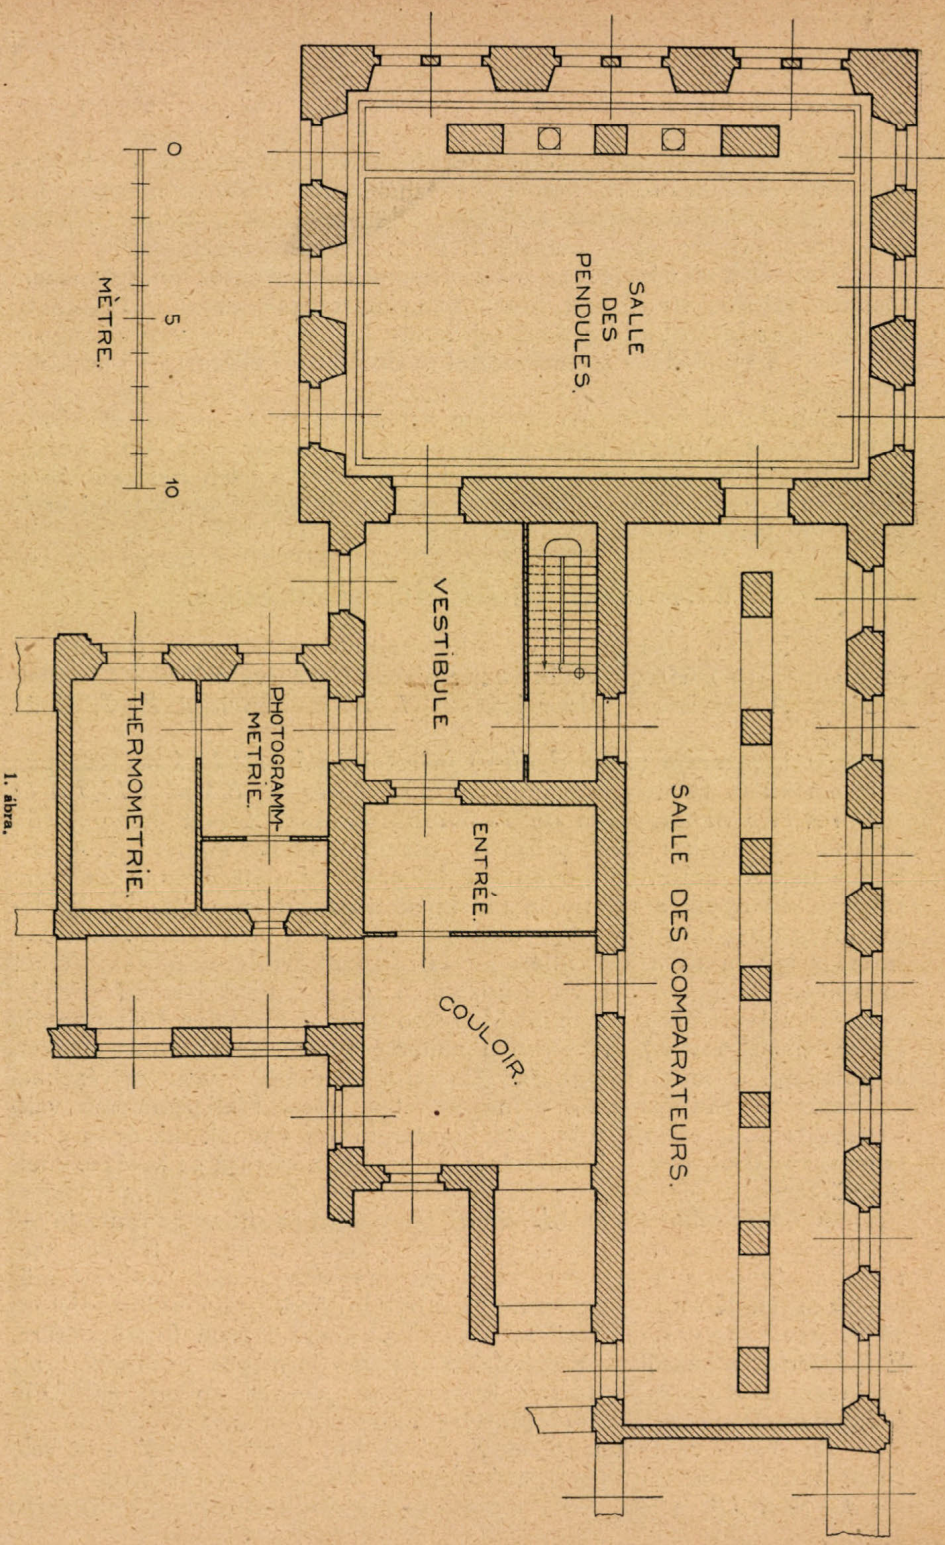 SALLE
DES
PENDULES.
VESTIBULE
ENTRÉE.
COULOIR.
SALLE DES COMPARATEURS.
PHOTOGRAMM-
METRIE.
THERMOMETRIE.
0
5
10
MÈTRE.
1. ábra.